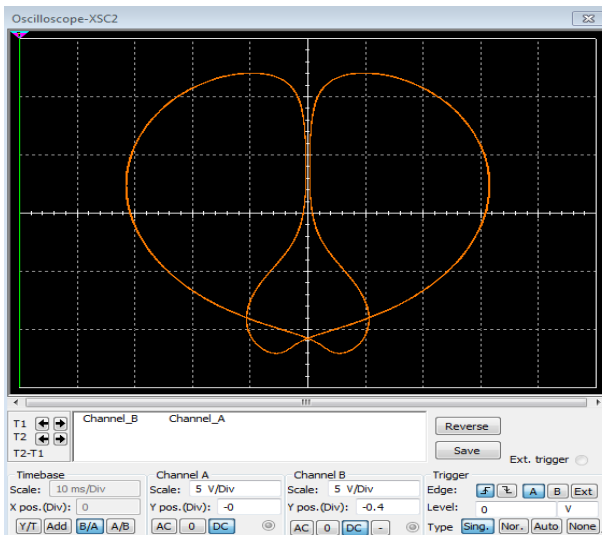 Oscilloscope-XSC2
T1
T2
T2-T1
Channel_B Channel_A
Reverse
Save
Ext. trigger
Timebase
Scale: 10 ms/Div
X pos.(Div): 0
Y/T Add B/A A/B
Channel A
Scale: 5 V/Div
Y pos.(Div): -0
AC 0 DC
Channel B
Scale: 5 V/Div
Y pos.(Div): -0.4
AC 0 DC -
Trigger
Edge: A B Ext
Level: 0 V
Type Sing. Nor. Auto None